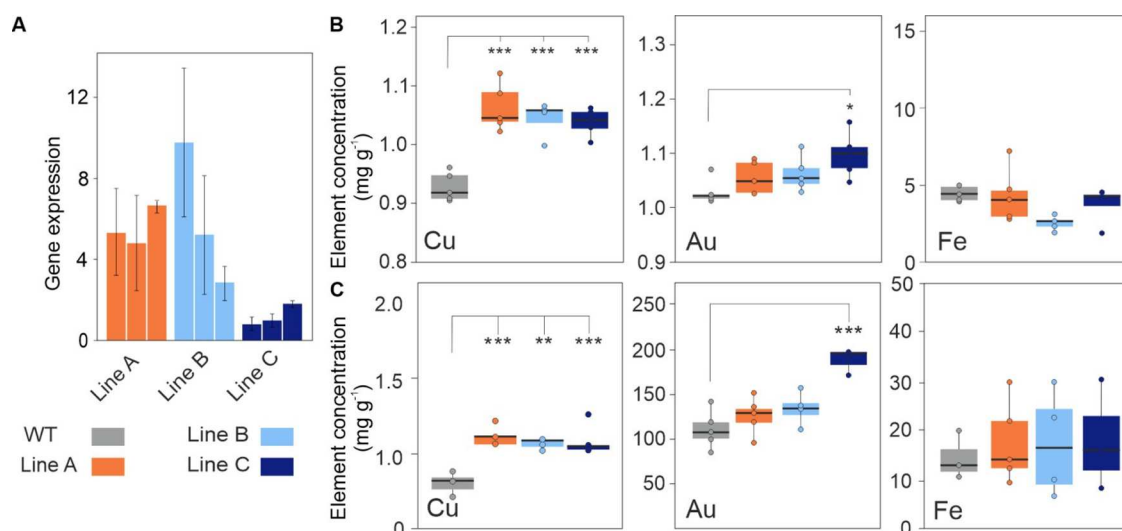 A
Gene expression
12
8
4
0
Line A
Line B
Line C
WT
Line A
Line B
Line C
B
Element concentration
(mg g⁻¹)
1.2
1.1
1.0
0.9
0.8
***
***
***
Cu
1.3
1.2
1.1
1.0
0.9
*
Au
15
10
5
0
Fe
C
Element concentration
(mg g⁻¹)
2.0
1.5
1.0
0
***
**
***
Cu
250
200
150
100
50
0
***
Au
50
40
30
20
10
0
Fe